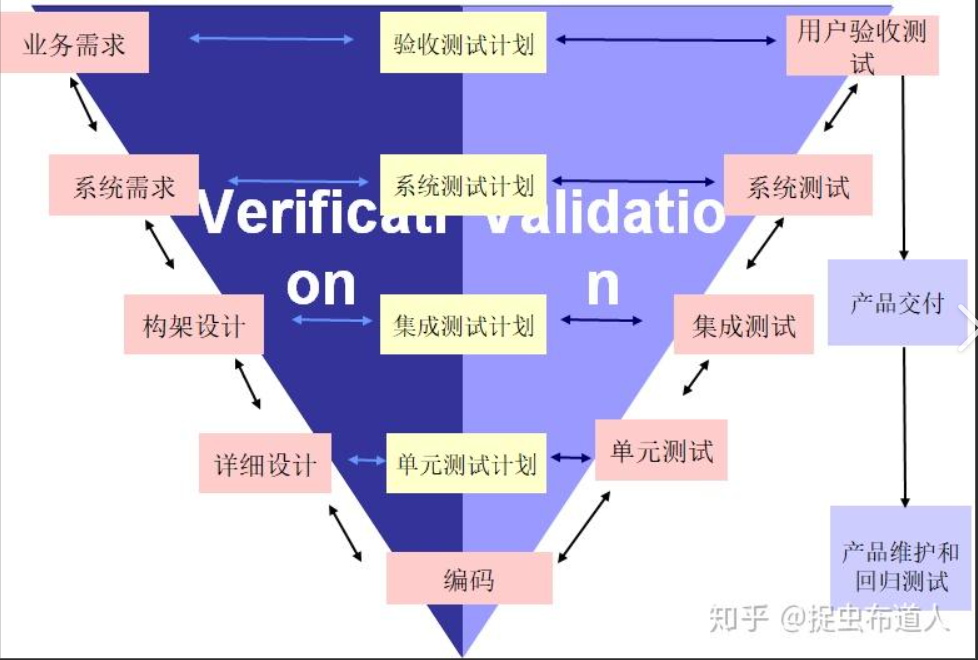 业务需求
验收测试计划
用户验收测
试
系统需求
系统测试计划
系统测试
Verificati
on
Validatio
n
构架设计
集成测试计划
集成测试
产品交付
详细设计
单元测试计划
单元测试
编码
产品维护和
回归测试
知乎 @捉虫布道人